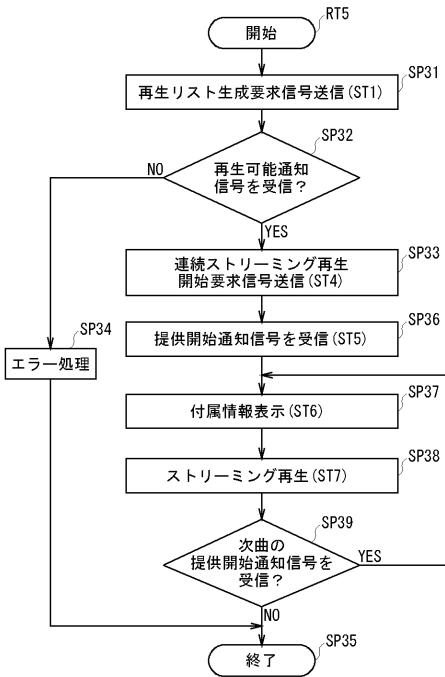 RT5
開始
SP31
再生リスト生成要求信号送信(ST1)
SP32
再生可能通知
信号を受信?
NO
YES
SP33
連続ストリーミング再生
開始要求信号送信(ST4)
SP36
提供開始通知信号を受信(ST5)
SP34
エラー処理
SP37
付属情報表示(ST6)
SP38
ストリーミング再生(ST7)
SP39
次曲の
提供開始通知信号を
受信?
YES
NO
SP35
終了